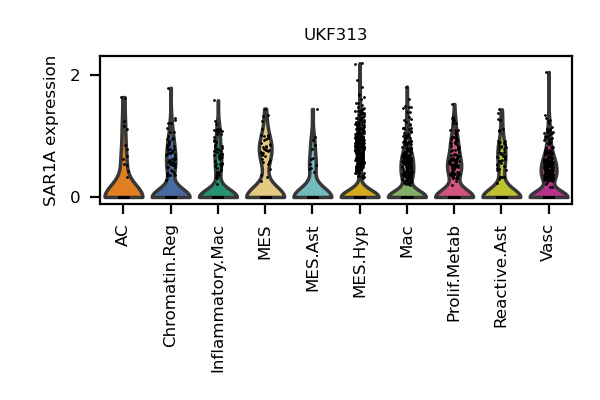 UKF313
SAR1A expression
2
0
AC
Chromatin.Reg
Inflammatory.Mac
MES
MES.Ast
MES.Hyp
Mac
Prolif.Metab
Reactive.Ast
Vasc